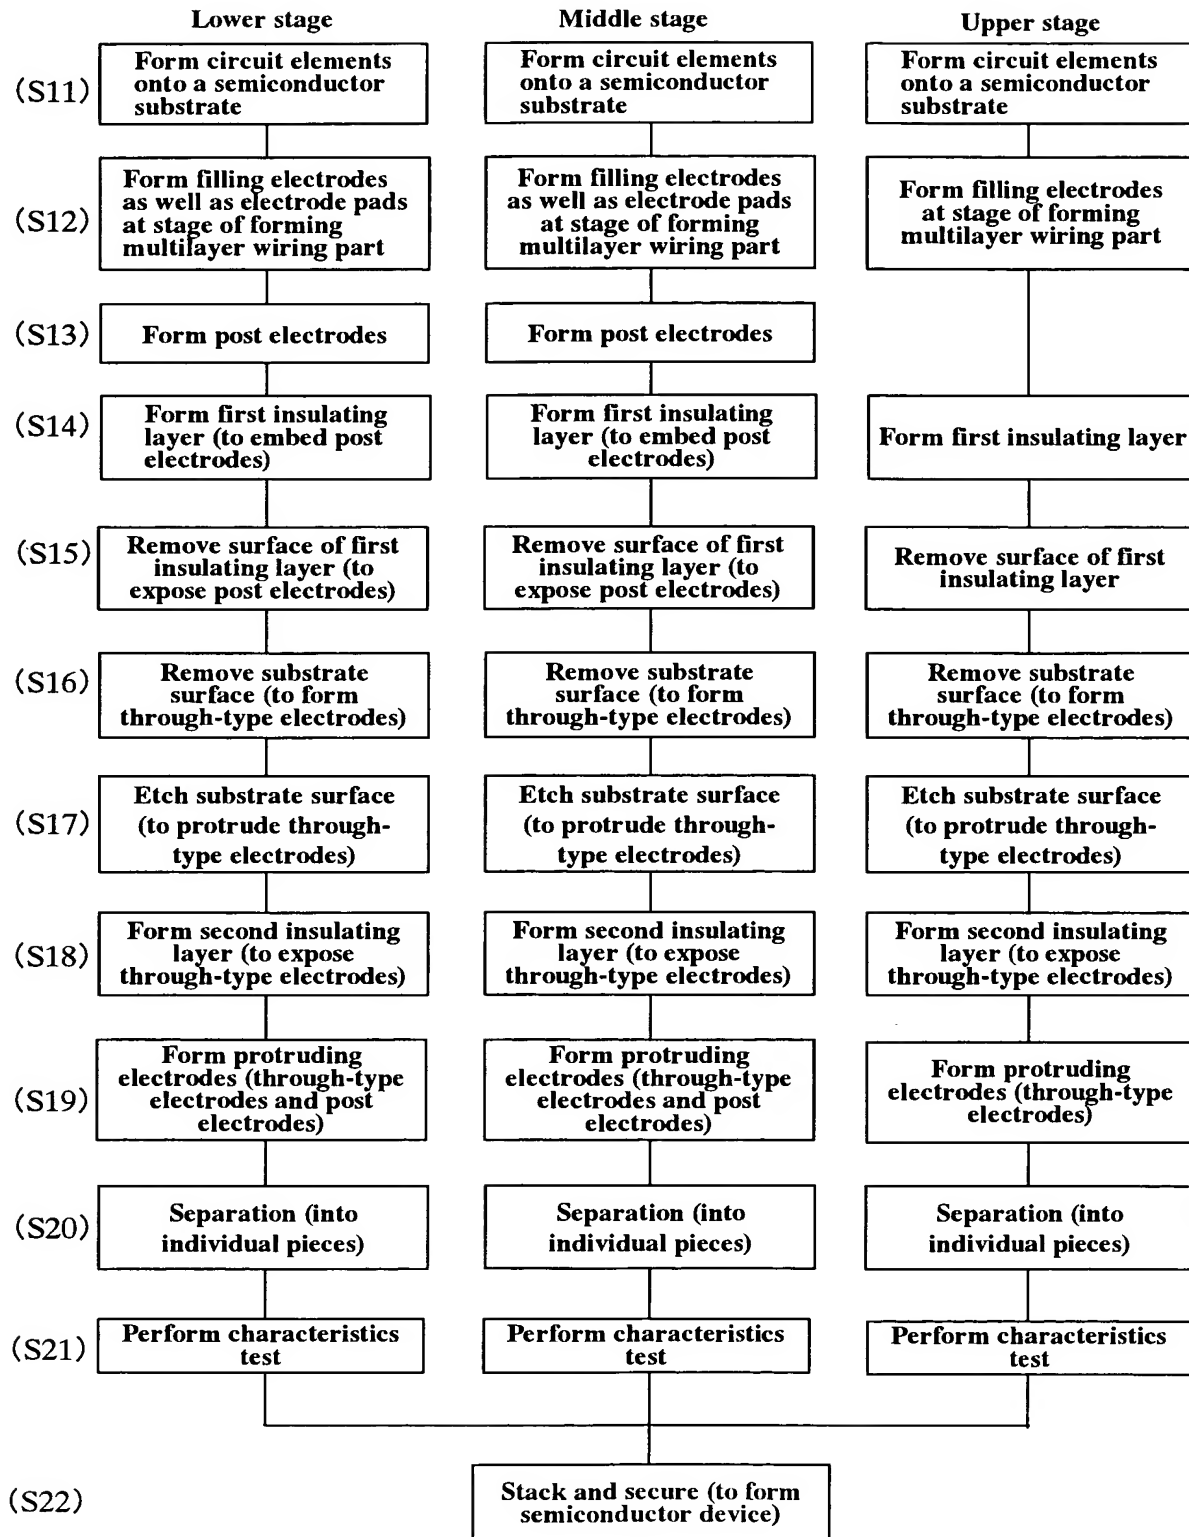 Lower stage
Middle stage
Upper stage
(S11)
Form circuit elements
onto a semiconductor
substrate
Form circuit elements
onto a semiconductor
substrate
Form circuit elements
onto a semiconductor
substrate
(S12)
Form filling electrodes
as well as electrode pads
at stage of forming
multilayer wiring part
Form filling electrodes
as well as electrode pads
at stage of forming
multilayer wiring part
Form filling electrodes
at stage of forming
multilayer wiring part
(S13)
Form post electrodes
Form post electrodes
(S14)
Form first insulating
layer (to embed post
electrodes)
Form first insulating
layer (to embed post
electrodes)
Form first insulating layer
(S15)
Remove surface of first
insulating layer (to
expose post electrodes)
Remove surface of first
insulating layer (to
expose post electrodes)
Remove surface of first
insulating layer
(S16)
Remove substrate
surface (to form
through-type electrodes)
Remove substrate
surface (to form
through-type electrodes)
Remove substrate
surface (to form
through-type electrodes)
(S17)
Etch substrate surface
(to protrude through-
type electrodes)
Etch substrate surface
(to protrude through-
type electrodes)
Etch substrate surface
(to protrude through-
type electrodes)
(S18)
Form second insulating
layer (to expose
through-type electrodes)
Form second insulating
layer (to expose
through-type electrodes)
Form second insulating
layer (to expose
through-type electrodes)
(S19)
Form protruding
electrodes (through-type
electrodes and post
electrodes)
Form protruding
electrodes (through-type
electrodes and post
electrodes)
Form protruding
electrodes (through-type
electrodes)
(S20)
Separation (into
individual pieces)
Separation (into
individual pieces)
Separation (into
individual pieces)
(S21)
Perform characteristics
test
Perform characteristics
test
Perform characteristics
test
(S22)
Stack and secure (to form
semiconductor device)